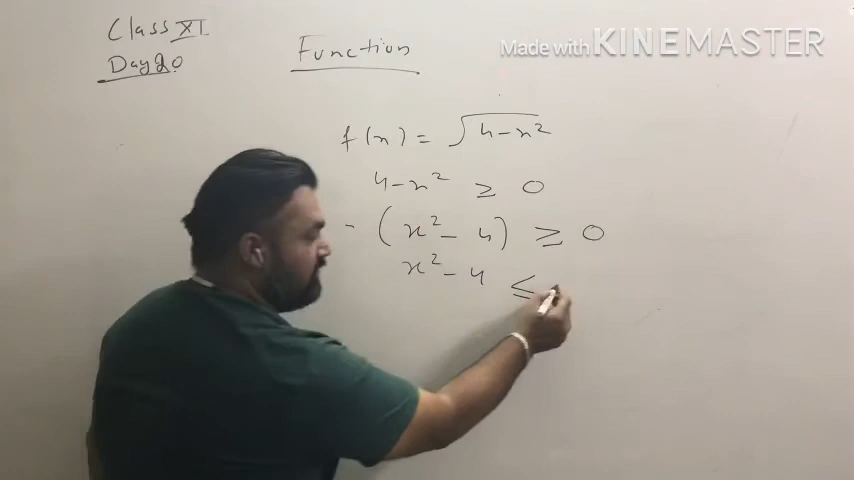 Class XI.
Day 20
Function
Made with KINEMASTER
f(x) = √4-x²
4-x² ≥ 0
- (x² - 4) ≥ 0
x² - 4 ≤